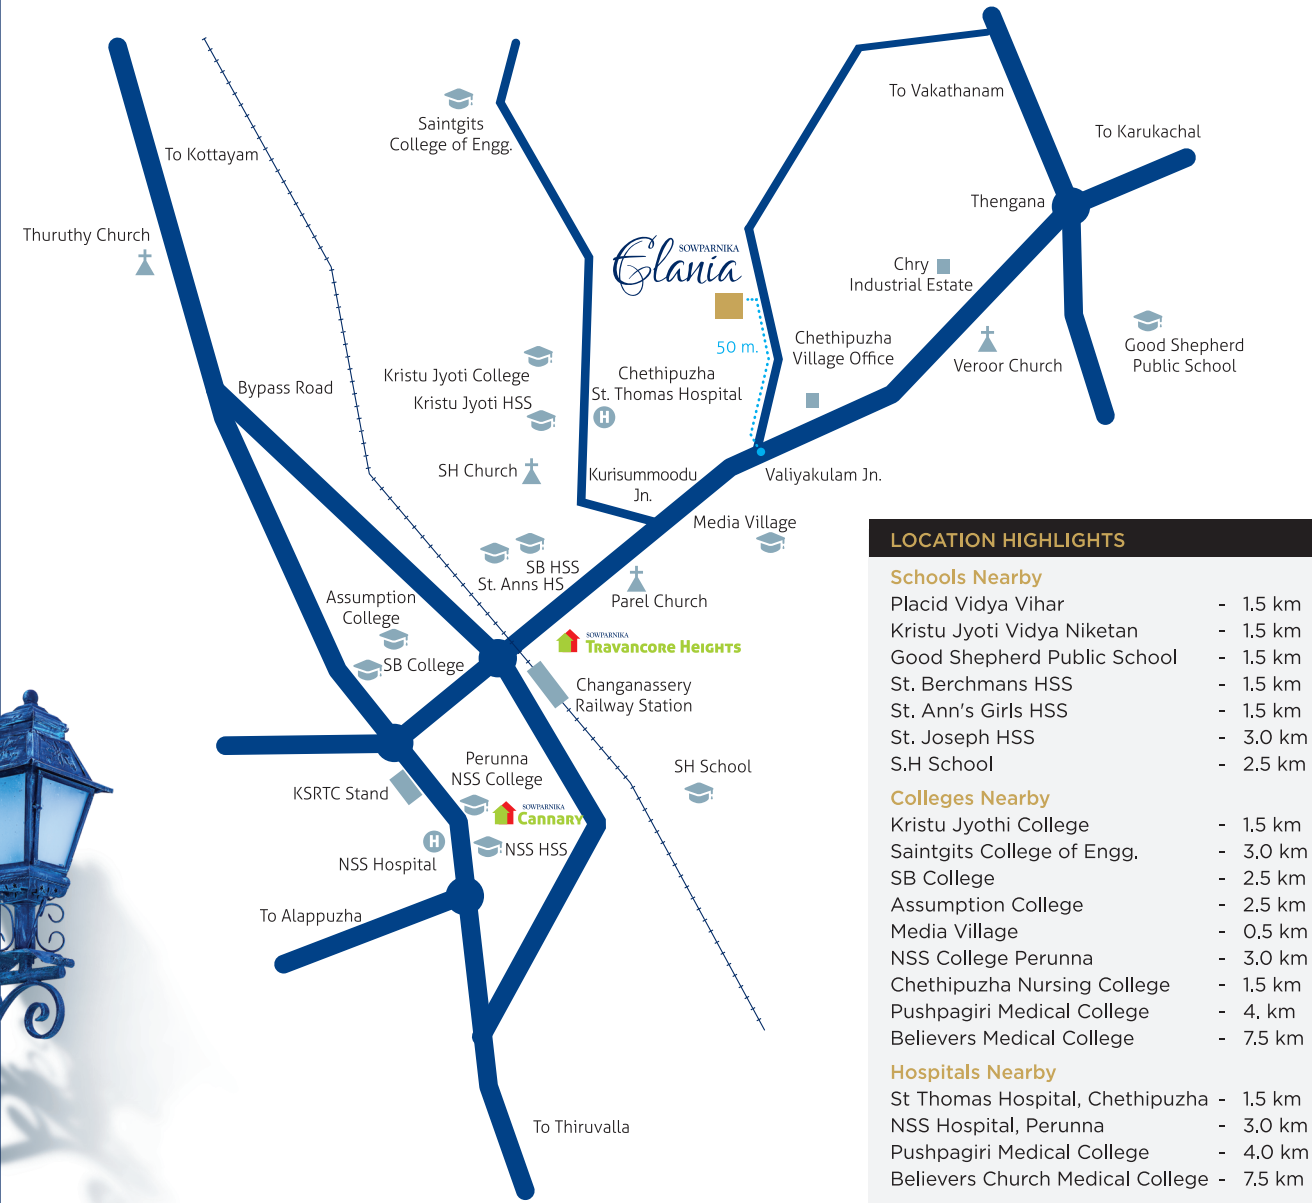 To Vakathanam
Saintgits
College of Engg.
To Karukachal
To Kottayam
Thengana
Thuruthy Church
SOWPARNIKA
Elania
Chry
Industrial Estate
50 m.
Chethipuzha
Village Office
Good Shepherd
Public School
Veroor Church
Kristu Jyoti College
Chethipuzha
St. Thomas Hospital
Bypass Road
Kristu Jyoti HSS
H
SH Church
Kurisummoodu
Jn.
Valiyakulam Jn.
Media Village
SB HSS
St. Anns HS
Assumption
College
Parel Church
SOWPARNIKA
TRAVANCORE HEIGHTS
SB College
Changanassery
Railway Station
Perunna
NSS College
SH School
KSRTC Stand
SOWPARNIKA
CANNARY
H
NSS HSS
NSS Hospital
To Alappuzha
To Thiruvalla
LOCATION HIGHLIGHTS
Schools Nearby
Placid Vidya Vihar - 1.5 km
Kristu Jyoti Vidya Niketan - 1.5 km
Good Shepherd Public School - 1.5 km
St. Berchmans HSS - 1.5 km
St. Ann's Girls HSS - 1.5 km
St. Joseph HSS - 3.0 km
S.H School - 2.5 km
Colleges Nearby
Kristu Jyothi College - 1.5 km
Saintgits College of Engg. - 3.0 km
SB College - 2.5 km
Assumption College - 2.5 km
Media Village - 0.5 km
NSS College Perunna - 3.0 km
Chethipuzha Nursing College - 1.5 km
Pushpagiri Medical College - 4. km
Believers Medical College - 7.5 km
Hospitals Nearby
St Thomas Hospital, Chethipuzha - 1.5 km
NSS Hospital, Perunna - 3.0 km
Pushpagiri Medical College - 4.0 km
Believers Church Medical College - 7.5 km